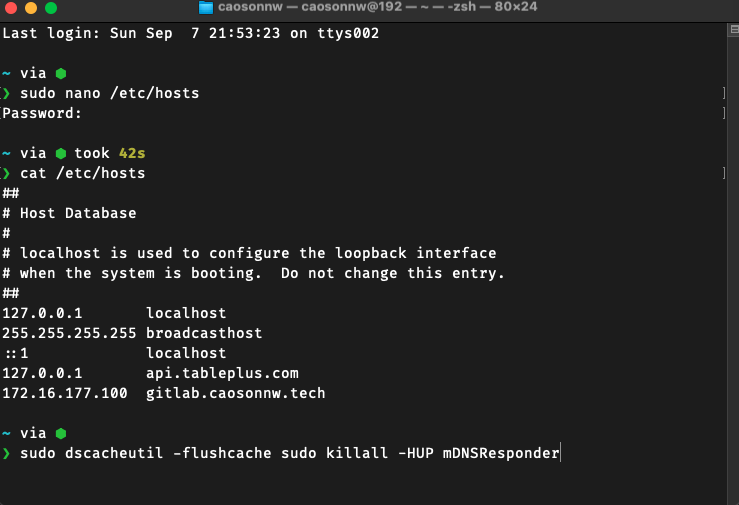 caosonnw — caosonnw@192 — ~ — -zsh — 80×24
Last login: Sun Sep  7 21:53:23 on ttys002
~ via ⬢
❯ sudo nano /etc/hosts
Password:
~ via ⬢ took 42s
❯ cat /etc/hosts
##
# Host Database
#
# localhost is used to configure the loopback interface
# when the system is booting.  Do not change this entry.
##
127.0.0.1       localhost
255.255.255.255 broadcasthost
::1             localhost
127.0.0.1       api.tableplus.com
172.16.177.100  gitlab.caosonnw.tech
~ via ⬢
❯ sudo dscacheutil -flushcache sudo killall -HUP mDNSResponder